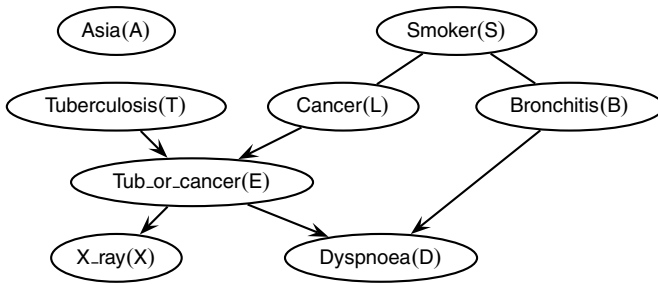 Asia(A)
Smoker(S)
Tuberculosis(T)
Cancer(L)
Bronchitis(B)
Tub_or_cancer(E)
X_ray(X)
Dyspnoea(D)